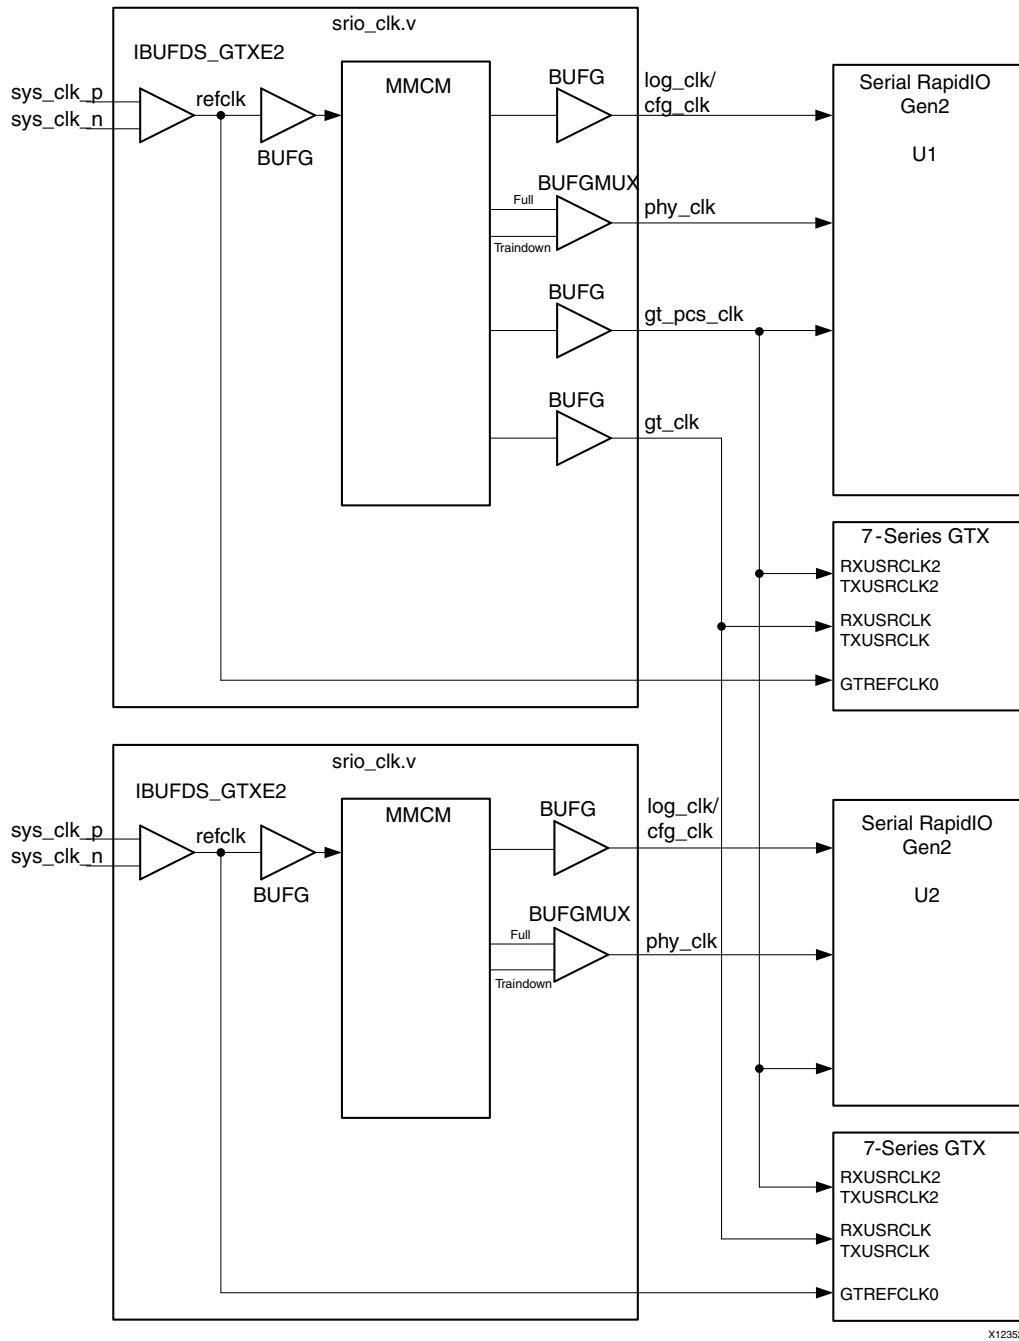 srio_clk.v
IBUFDS_GTXE2
MMCM
BUFG
log_clk/
cfg_clk
Serial RapidIO
Gen2
U1
sys_clk_p
sys_clk_n
refclk
BUFG
BUFGMUX
Full
Traindown
phy_clk
BUFG
gt_pcs_clk
BUFG
gt_clk
7-Series GTX
RXUSRCLK2
TXUSRCLK2
RXUSRCLK
TXUSRCLK
GTREFCLK0
srio_clk.v
IBUFDS_GTXE2
MMCM
BUFG
log_clk/
cfg_clk
Serial RapidIO
Gen2
U2
sys_clk_p
sys_clk_n
refclk
BUFG
BUFGMUX
Full
Traindown
phy_clk
7-Series GTX
RXUSRCLK2
TXUSRCLK2
RXUSRCLK
TXUSRCLK
GTREFCLK0